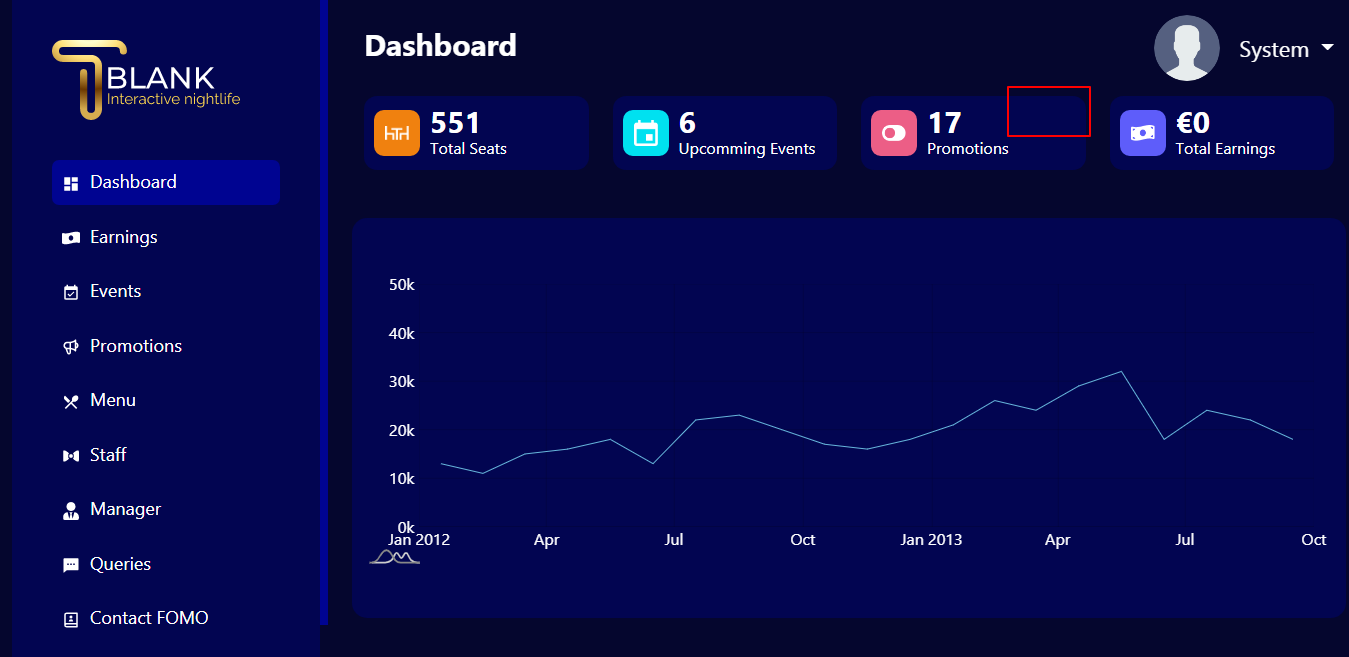 BLANK
Interactive nightlife
Dashboard
Earnings
Events
Promotions
Menu
Staff
Manager
Queries
Contact FOMO
Dashboard
System
551
Total Seats
6
Upcomming Events
17
Promotions
€0
Total Earnings
50k
40k
30k
20k
10k
0k
Jan 2012 Apr Jul Oct Jan 2013 Apr Jul Oct